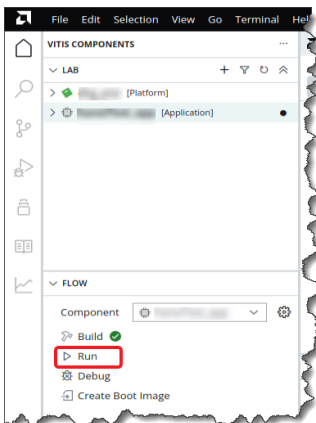 File Edit Selection View Go Terminal
VITIS COMPONENTS
LAB
[Platform]
[Application]
FLOW
Component
Build
Run
Debug
Create Boot Image